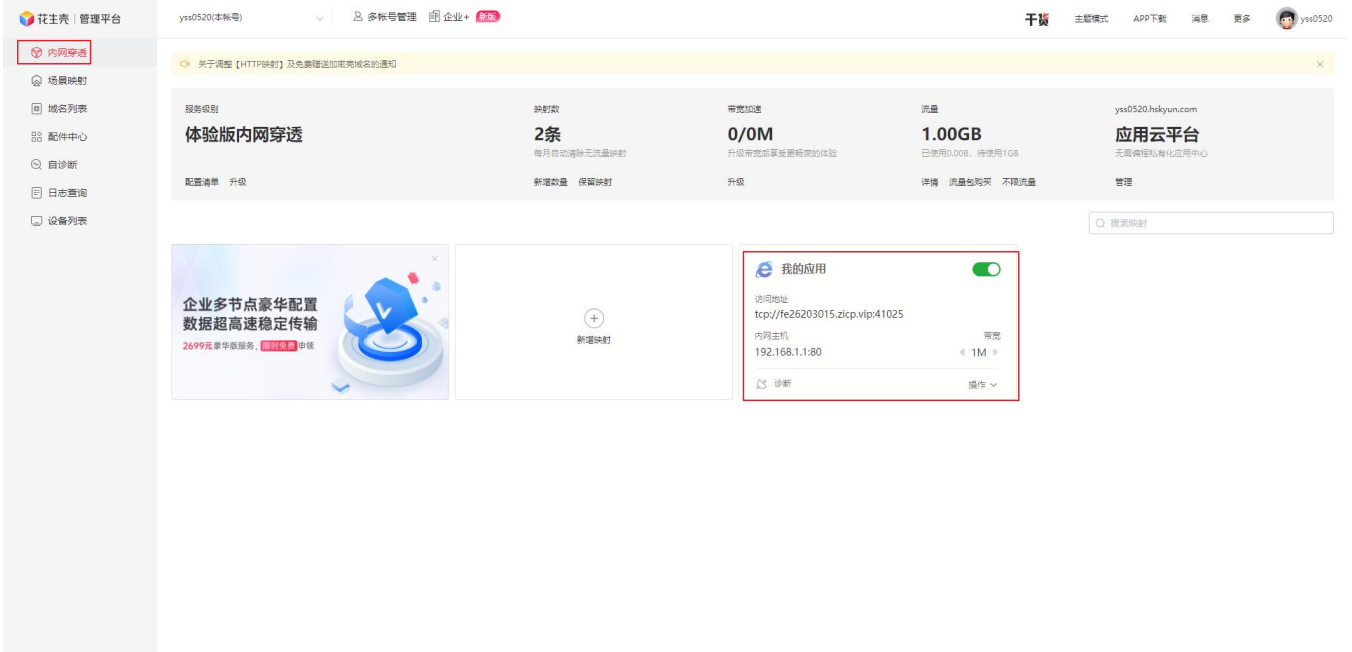 花生壳 | 管理平台
yss0520(本帐号)
多帐号管理
企业+ 新版
干货
主题模式
APP下载
消息
更多
yss0520
内网穿透
场景映射
域名列表
配件中心
自诊断
日志查询
设备列表
关于调整【HTTP映射】及免费赠送加密壳域名的通知
服务级别
体验版内网穿透
配置清单 升级
映射数
2条
每月自动清除无流量映射
新增数量 保留映射
带宽加速
0/0M
升级带宽后享受更畅爽的体验
升级
流量
1.00GB
已使用0.00B、待使用1GB
详情 流量包购买 不限流量
yss0520.hskyun.com
应用云平台
无需编程私有化应用中心
管理
搜索映射
企业多节点豪华配置
数据超高速稳定传输
2699元豪华版服务, 限时免费申领
新增映射
我的应用
访问地址
tcp://fe26203015.zicp.vip:41025
内网主机 带宽
192.168.1.1:80 1M
诊断 操作